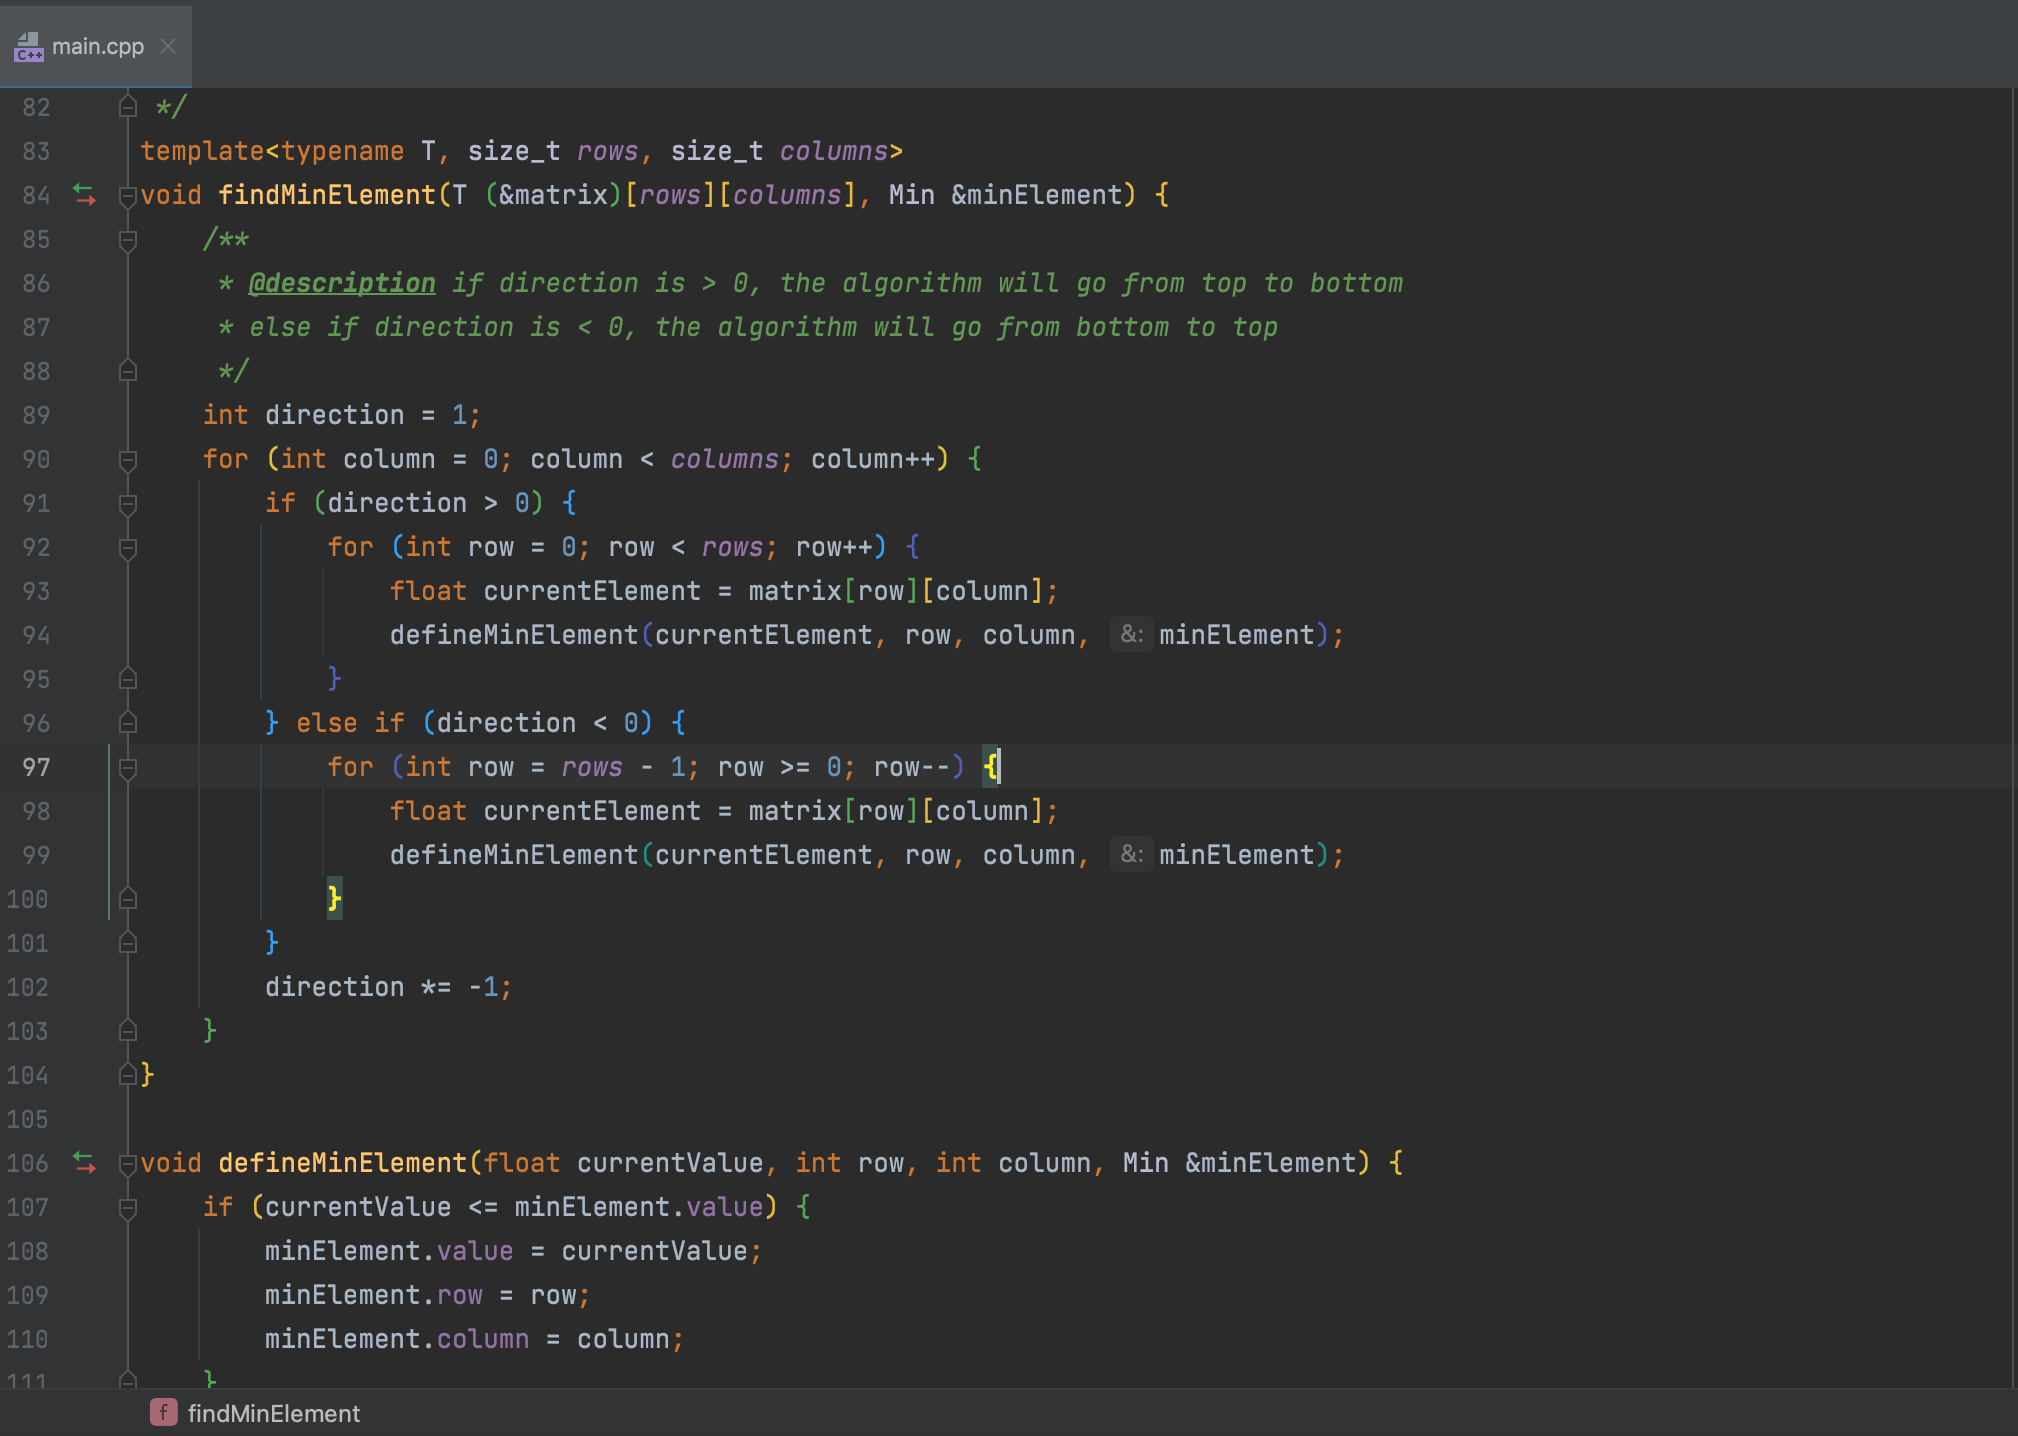 C++ main.cpp
82 */
83 template<typename T, size_t rows, size_t columns>
84 void findMinElement(T (&matrix)[rows][columns], Min &minElement) {
85 /**
86 * @description if direction is > 0, the algorithm will go from top to bottom
87 * else if direction is < 0, the algorithm will go from bottom to top
88 */
89 int direction = 1;
90 for (int column = 0; column < columns; column++) {
91 if (direction > 0) {
92 for (int row = 0; row < rows; row++) {
93 float currentElement = matrix[row][column];
94 defineMinElement(currentElement, row, column, &: minElement);
95 }
96 } else if (direction < 0) {
97 for (int row = rows - 1; row >= 0; row--) {
98 float currentElement = matrix[row][column];
99 defineMinElement(currentElement, row, column, &: minElement);
100 }
101 }
102 direction *= -1;
103 }
104 }
105
106 void defineMinElement(float currentValue, int row, int column, Min &minElement) {
107 if (currentValue <= minElement.value) {
108 minElement.value = currentValue;
109 minElement.row = row;
110 minElement.column = column;
111 }
f findMinElement